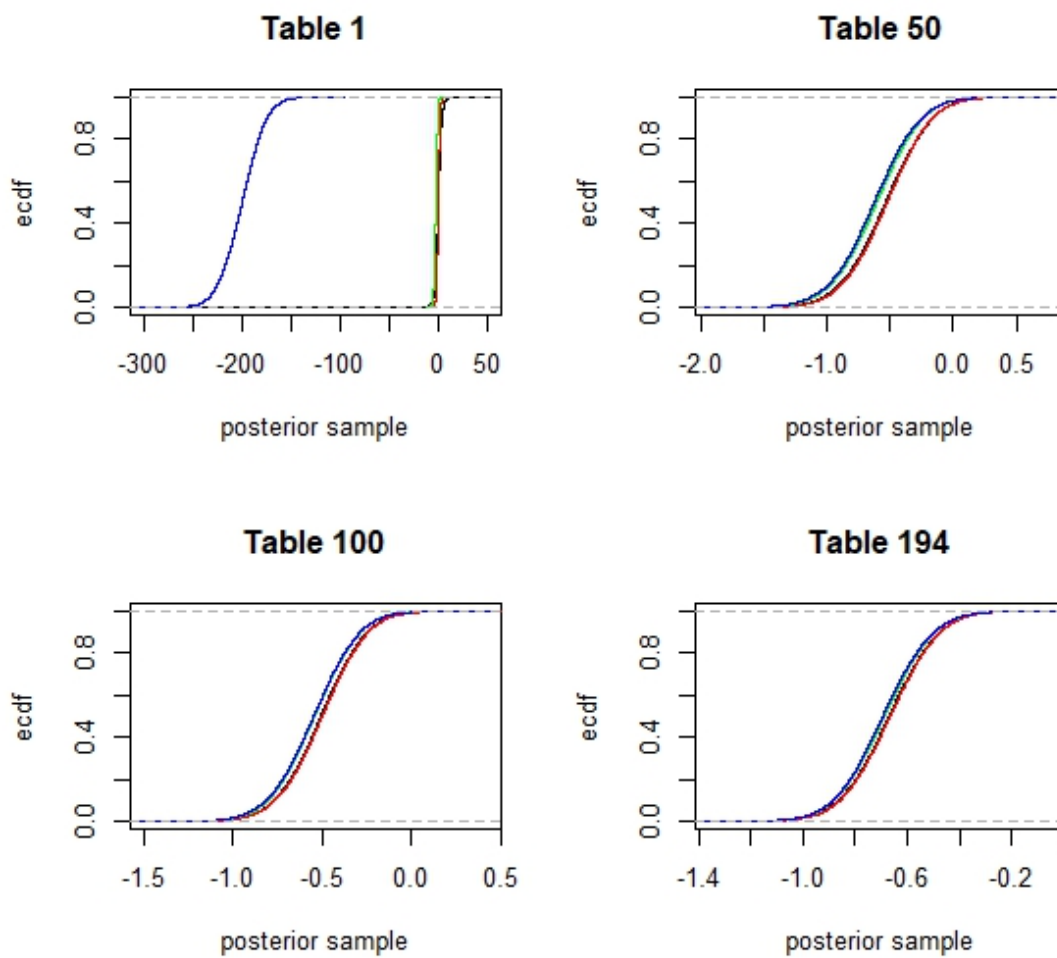 Table 1
ecdf
0.0 0.4 0.8
-300 -200 -100 0 50
posterior sample
Table 50
ecdf
0.0 0.4 0.8
-2.0 -1.0 0.0 0.5
posterior sample
Table 100
ecdf
0.0 0.4 0.8
-1.5 -1.0 -0.5 0.0 0.5
posterior sample
Table 194
ecdf
0.0 0.4 0.8
-1.4 -1.0 -0.6 -0.2
posterior sample